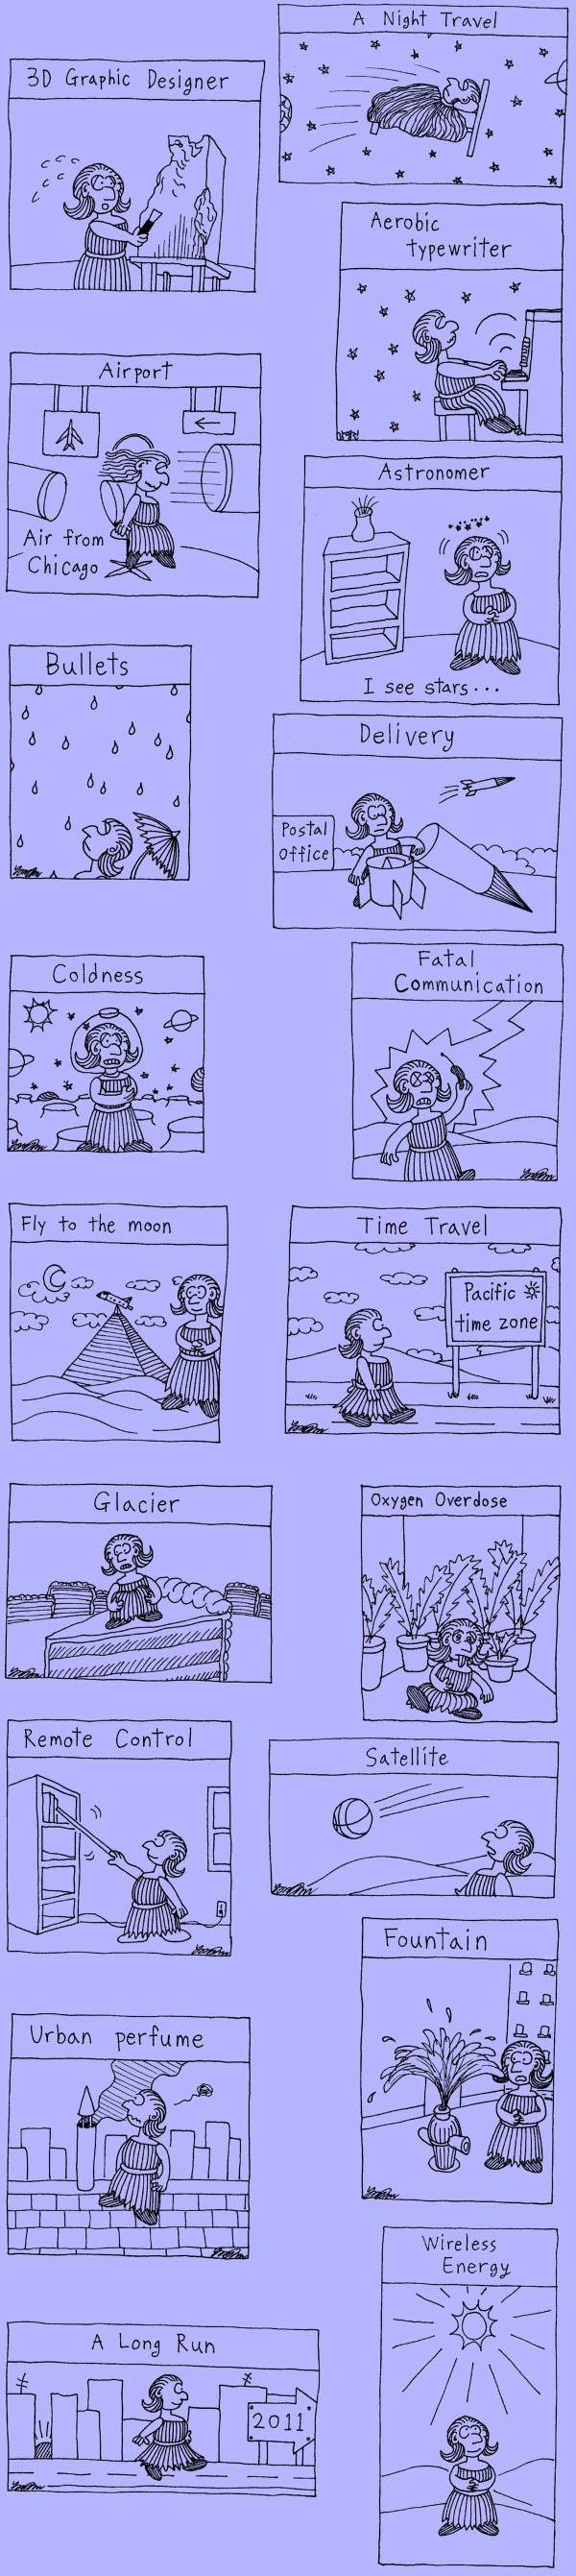 A Night Travel
3D Graphic Designer
Aerobic
typewriter
Airport
Air from
Chicago
Astronomer
I see stars...
Bullets
Delivery
Postal
Office
Coldness
Fatal
Communication
Fly to the moon
Time Travel
Pacific
time zone
Glacier
Oxygen Overdose
Remote Control
Satellite
Fountain
Urban perfume
Wireless
Energy
A Long Run
2011